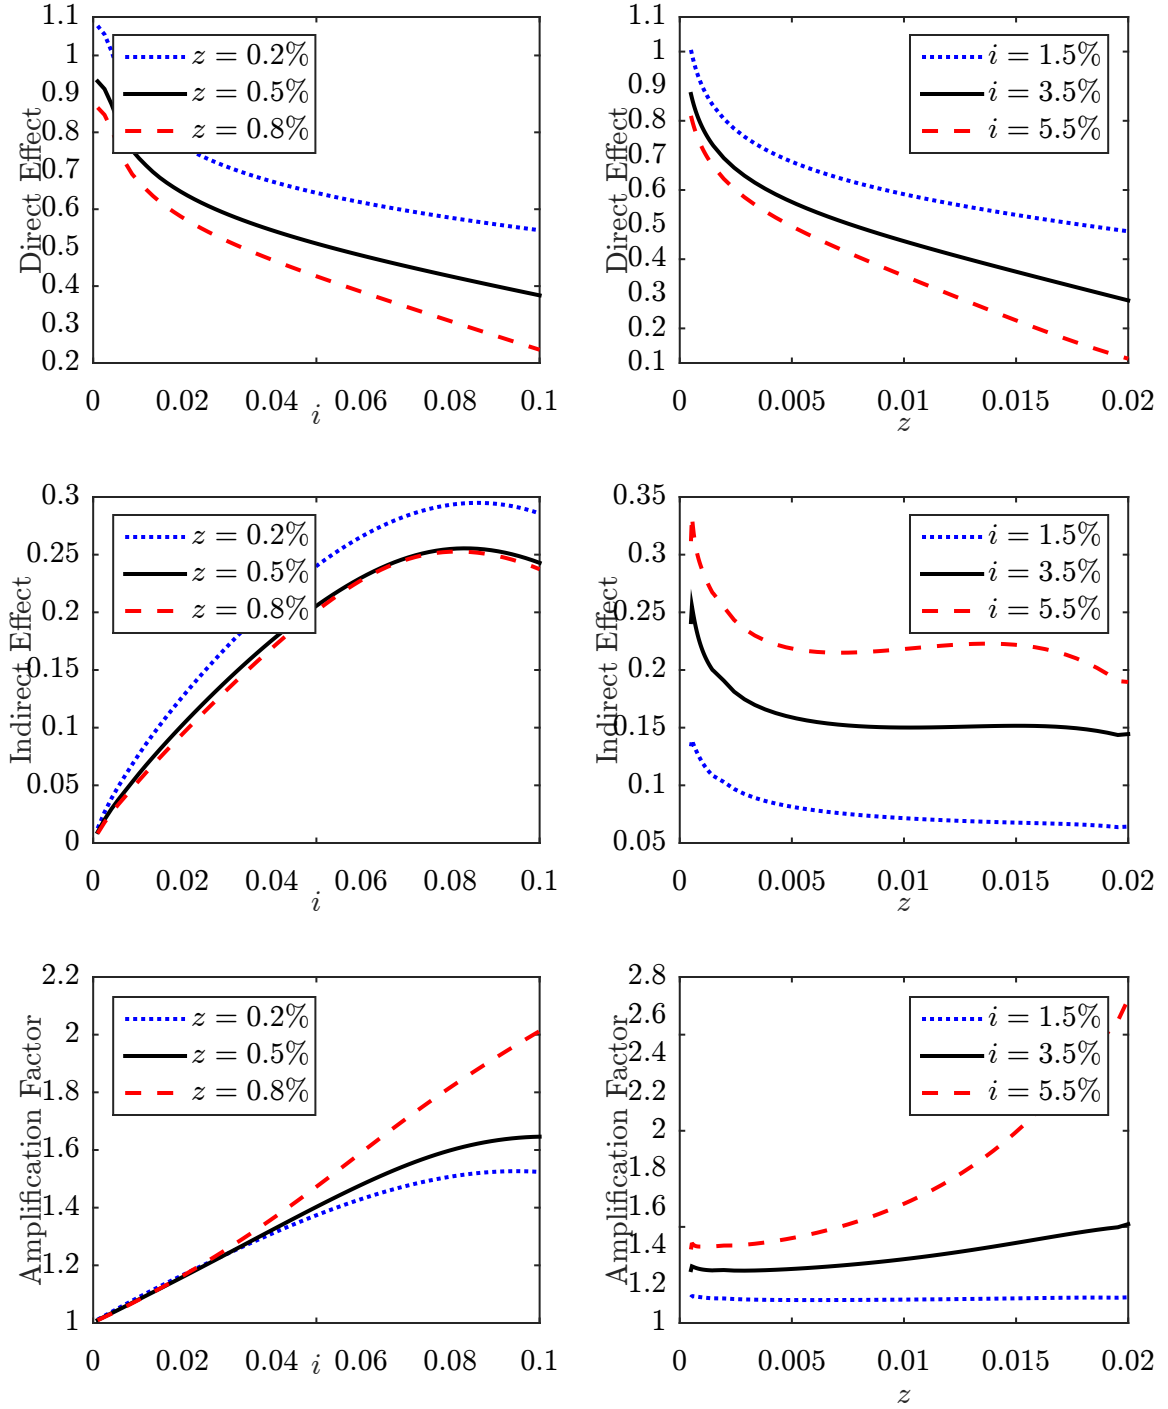 1.1
1
0.9
0.8
0.7
0.6
0.5
0.4
0.3
0.2
Direct Effect
z = 0.2%
z = 0.5%
z = 0.8%
0 0.02 0.04 0.06 0.08 0.1
i
1.1
1
0.9
0.8
0.7
0.6
0.5
0.4
0.3
0.2
0.1
Direct Effect
i = 1.5%
i = 3.5%
i = 5.5%
0 0.005 0.01 0.015 0.02
z
0.3
0.25
0.2
0.15
0.1
0.05
0
Indirect Effect
z = 0.2%
z = 0.5%
z = 0.8%
0 0.02 0.04 0.06 0.08 0.1
i
0.35
0.3
0.25
0.2
0.15
0.1
0.05
Indirect Effect
i = 1.5%
i = 3.5%
i = 5.5%
0 0.005 0.01 0.015 0.02
z
2.2
2
1.8
1.6
1.4
1.2
1
Amplification Factor
z = 0.2%
z = 0.5%
z = 0.8%
0 0.02 0.04 0.06 0.08 0.1
i
2.8
2.6
2.4
2.2
2
1.8
1.6
1.4
1.2
1
Amplification Factor
i = 1.5%
i = 3.5%
i = 5.5%
0 0.005 0.01 0.015 0.02
z